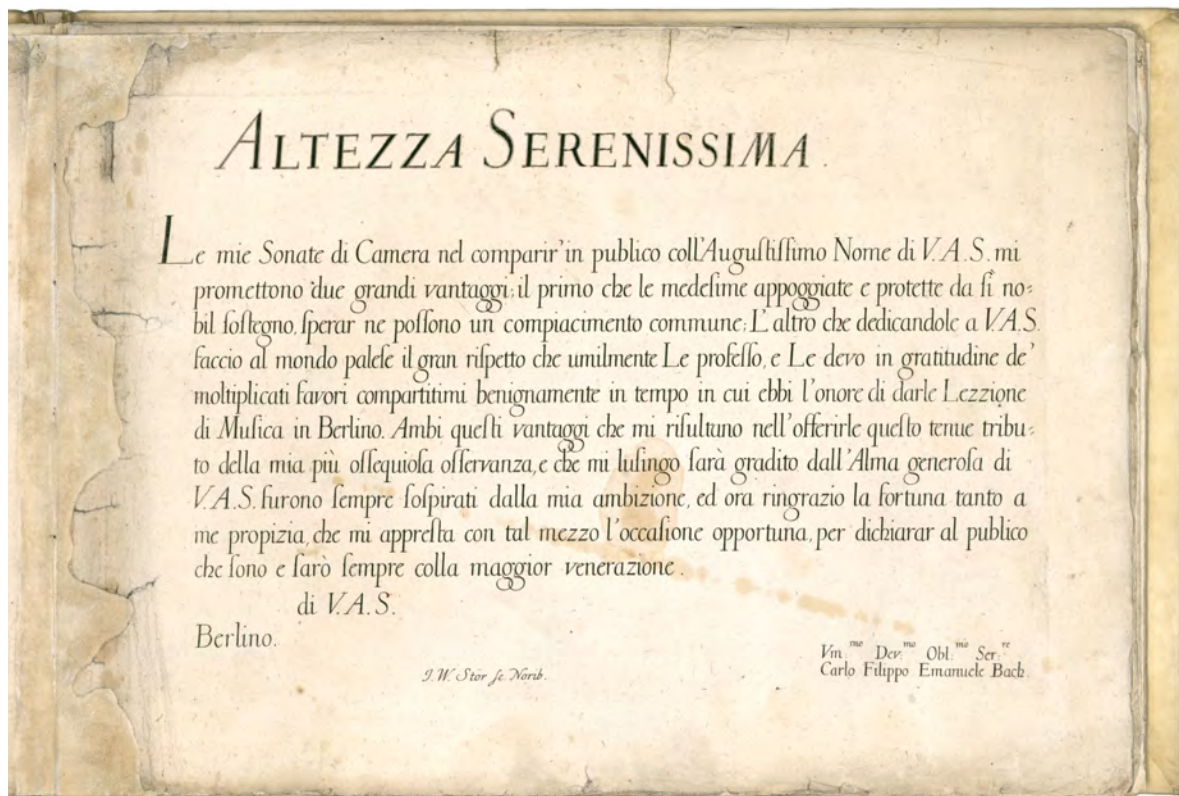 ALTEZZA SERENISSIMA.
Le mie Sonate di Camera nel comparir' in publico coll'Auguſtiſſimo Nome di V.A.S. mi
promettono due grandi vantaggi; il primo che le medeſime appoggiate e protette da ſì no:
bil ſoſtegno, ſperar ne poſſono un compiacimento commune; L'altro che dedicandole a V.A.S.
faccio al mondo paleſe il gran riſpetto che umilmente Le profeſſo, e Le devo in gratitudine de'
moltiplicati favori compartitimi benignamente in tempo in cui ebbi l'onore di darle Lezzione
di Muſica in Berlino. Ambi queſti vantaggi che mi riſultano nell'offerirle queſto tenue tribu:
to della mia più oſſequioſa oſſervanza, e che mi luſingo ſarà gradito dall'Alma generoſa di
V.A.S. furono ſempre ſoſpirati dalla mia ambizione, ed ora ringrazio la fortuna tanto a
me propizia, che mi appreſta con tal mezzo l'occaſione opportuna, per dichiarar al publico
che ſono e ſarò ſempre colla maggior venerazione.
di V.A.S.
Berlino.
Vm:mo Dev:mo Obl:mo Ser:re
Carlo Filippo Emanuele Bach.
J. W. Stör ſc. Norib.